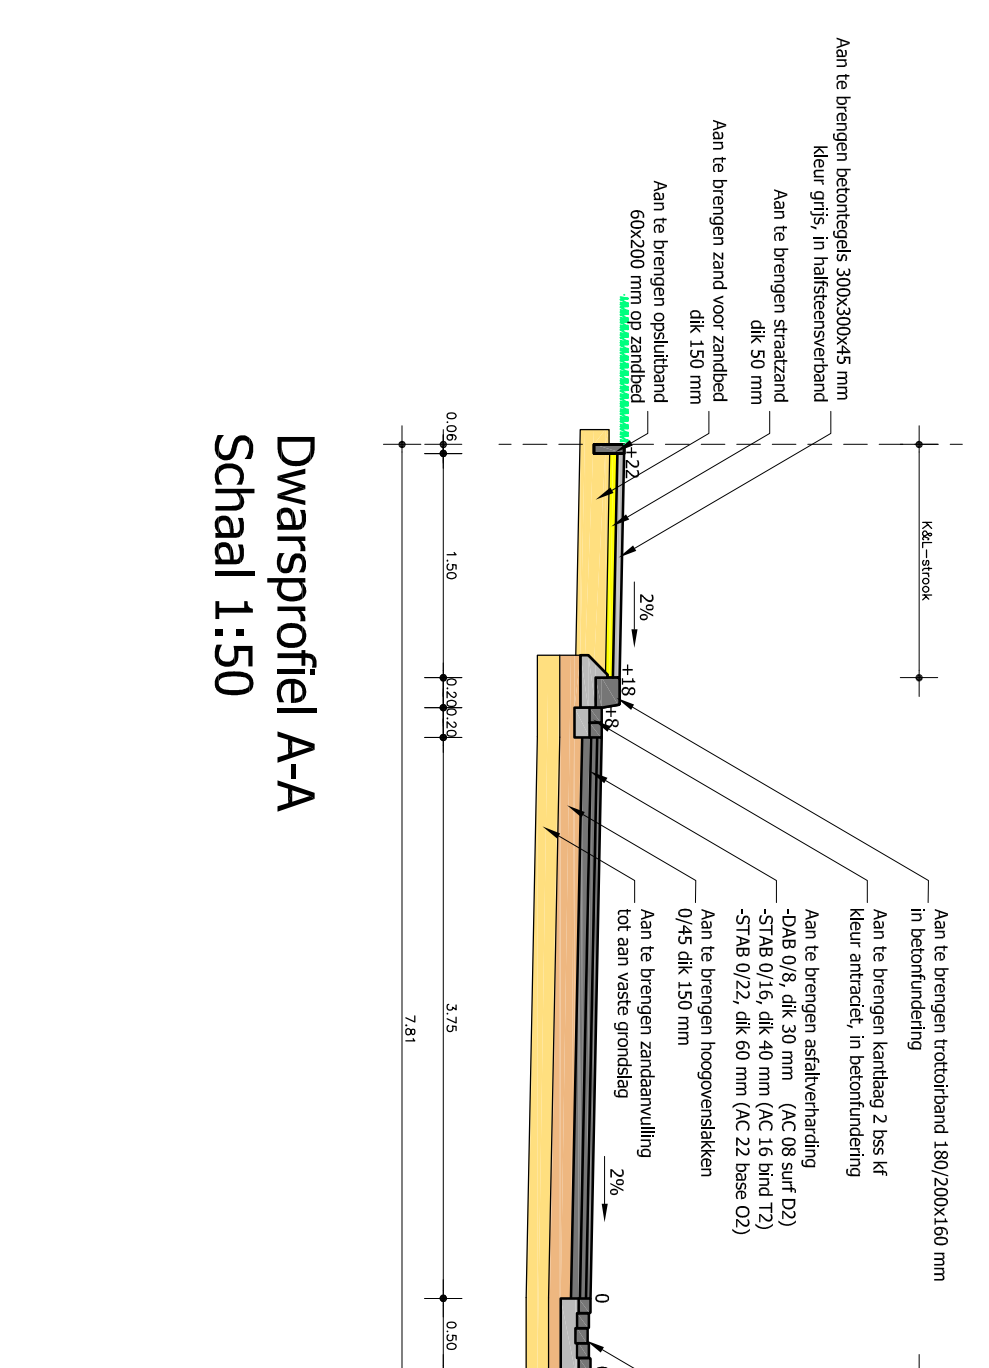 Aan te brengen betontegels 300x300x45 mm
kleur grijs, in halfsteensverband
Aan te brengen straatzand
dik 50 mm
Aan te brengen zand voor zandbed
dik 150 mm
Aan te brengen opsluitband
60x200 mm op zandbed
K&L-strook
Aan te brengen trottoirband 180/200x160 mm
in betonfundering
Aan te brengen kantlaag 2 bss kf
kleur antraciet, in betonfundering
Aan te brengen asfaltverharding
-DAB 0/8, dik 30 mm (AC 08 surf D2)
-STAB 0/16, dik 40 mm (AC 16 bind T2)
-STAB 0/22, dik 60 mm (AC 22 base O2)
Aan te brengen hoogovenslakken
0/45 dik 150 mm
Aan te brengen zandaanvulling
tot aan vaste grondslag
+22
2%
+18
+8
2%
0
0.06
1.50
0.20
0.20
3.75
0.50
7.81
Dwarsprofiel A-A
Schaal 1:50